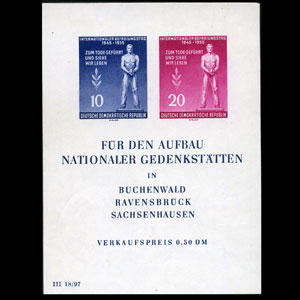 INTERNATIONALER BEFREIUNGSTAG
1945 - 1955
ZUM TODE GEFÜHRT
UND SIEHE
WIR LEBEN
10
DEUTSCHE DEMOKRATISCHE REPUBLIK
INTERNATIONALER BEFREIUNGSTAG
1945 - 1955
ZUM TODE GEFÜHRT
UND SIEHE
WIR LEBEN
20
DEUTSCHE DEMOKRATISCHE REPUBLIK
FÜR DEN AUFBAU
NATIONALER GEDENKSTÄTTEN
IN
BUCHENWALD
RAVENSBRÜCK
SACHSENHAUSEN
VERKAUFSPREIS 0,50 DM
III 18/97